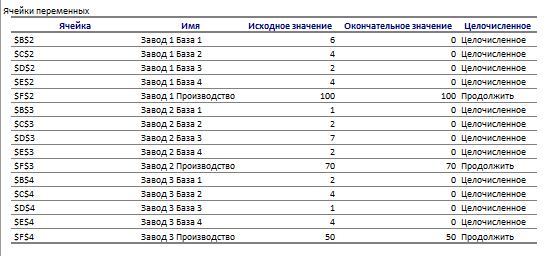 Ячейки переменных
Ячейка Имя Исходное значение Окончательное значение Целочисленное
$B$2 Завод 1 База 1 6 0 Целочисленное
$C$2 Завод 1 База 2 4 0 Целочисленное
$D$2 Завод 1 База 3 2 0 Целочисленное
$E$2 Завод 1 База 4 4 0 Целочисленное
$F$2 Завод 1 Производство 100 100 Продолжить
$B$3 Завод 2 База 1 1 0 Целочисленное
$C$3 Завод 2 База 2 2 0 Целочисленное
$D$3 Завод 2 База 3 7 0 Целочисленное
$E$3 Завод 2 База 4 2 0 Целочисленное
$F$3 Завод 2 Производство 70 70 Продолжить
$B$4 Завод 3 База 1 2 0 Целочисленное
$C$4 Завод 3 База 2 4 0 Целочисленное
$D$4 Завод 3 База 3 1 0 Целочисленное
$E$4 Завод 3 База 4 4 0 Целочисленное
$F$4 Завод 3 Производство 50 50 Продолжить